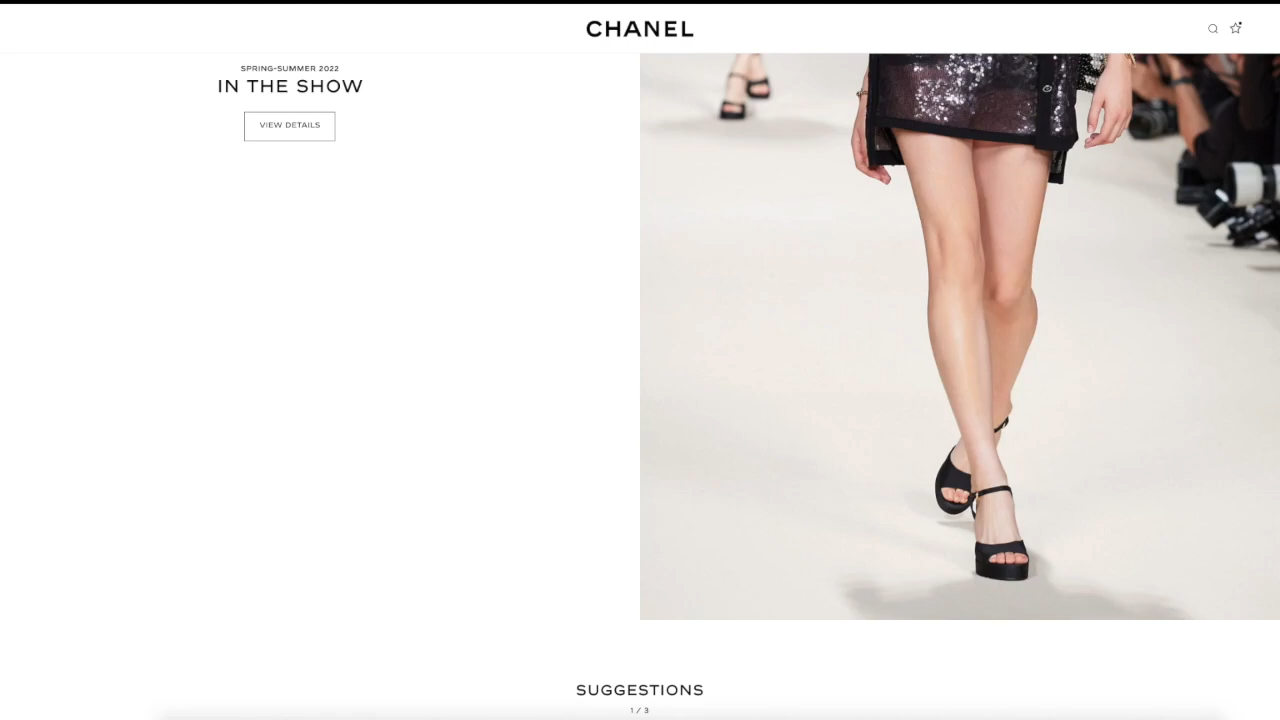 CHANEL
SPRING-SUMMER 2022
IN THE SHOW
VIEW DETAILS
SUGGESTIONS
1 / 3